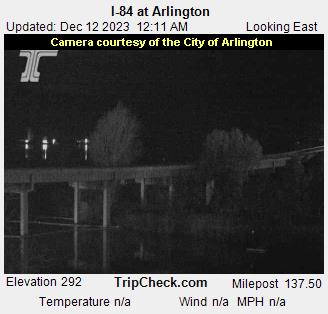 I-84 at Arlington
Updated: Dec 12 2023 12:11 AM Looking East
Camera courtesy of the City of Arlington
Elevation 292 TripCheck.com Milepost 137.50
Temperature n/a Wind n/a MPH n/a